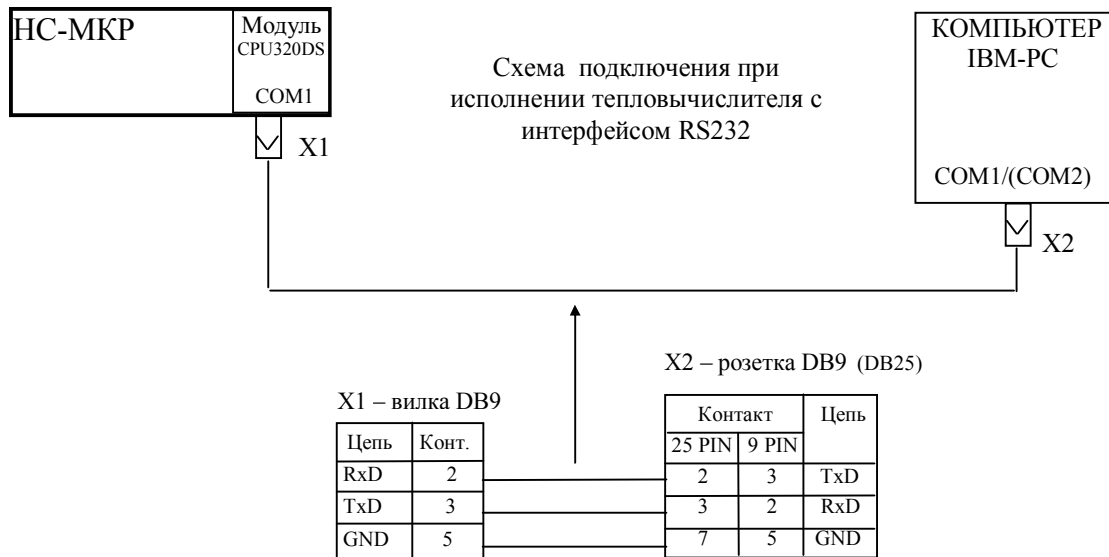 НС-МКР
Модуль
CPU320DS
COM1
X1
Схема подключения при
исполнении тепловычислителя с
интерфейсом RS232
КОМПЬЮТЕР
IBM-PC
COM1/(COM2)
X2
X1 – вилка DB9
Цепь Конт.
RxD 2
TxD 3
GND 5
X2 – розетка DB9 (DB25)
Контакт Цепь
25 PIN 9 PIN
2 3 TxD
3 2 RxD
7 5 GND